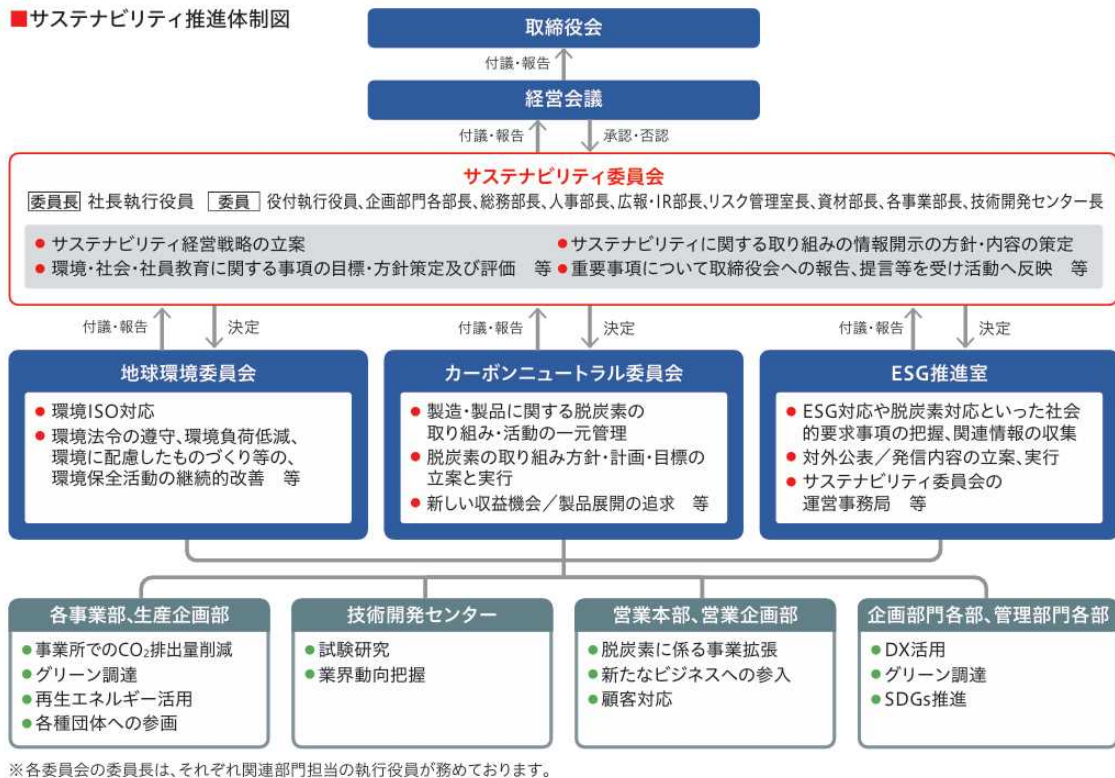 ■サステナビリティ推進体制図
取締役会
付議・報告
経営会議
付議・報告
承認・否認
サステナビリティ委員会
委員長 社長執行役員 委員 役付執行役員、企画部門各部長、総務部長、人事部長、広報・IR部長、リスク管理室長、資材部長、各事業部長、技術開発センター長
● サステナビリティ経営戦略の立案
● 環境・社会・社員教育に関する事項の目標・方針策定及び評価 等
● サステナビリティに関する取り組みの情報開示の方針・内容の策定
● 重要事項について取締役会への報告、提言等を受け活動へ反映 等
付議・報告
決定
付議・報告
決定
付議・報告
決定
地球環境委員会
● 環境ISO対応
● 環境法令の遵守、環境負荷低減、
環境に配慮したものづくり等の、
環境保全活動の継続的改善 等
カーボンニュートラル委員会
● 製造・製品に関する脱炭素の
取り組み・活動の一元管理
● 脱炭素の取り組み方針・計画・目標の
立案と実行
● 新しい収益機会／製品展開の追求 等
ESG推進室
● ESG対応や脱炭素対応といった社会
的要求事項の把握、関連情報の収集
● 対外公表／発信内容の立案、実行
● サステナビリティ委員会の
運営事務局 等
各事業部、生産企画部
● 事業所でのCO₂排出量削減
● グリーン調達
● 再生エネルギー活用
● 各種団体への参画
技術開発センター
● 試験研究
● 業界動向把握
営業本部、営業企画部
● 脱炭素に係る事業拡張
● 新たなビジネスへの参入
● 顧客対応
企画部門各部、管理部門各部
● DX活用
● グリーン調達
● SDGs推進
※各委員会の委員長は、それぞれ関連部門担当の執行役員が務めております。